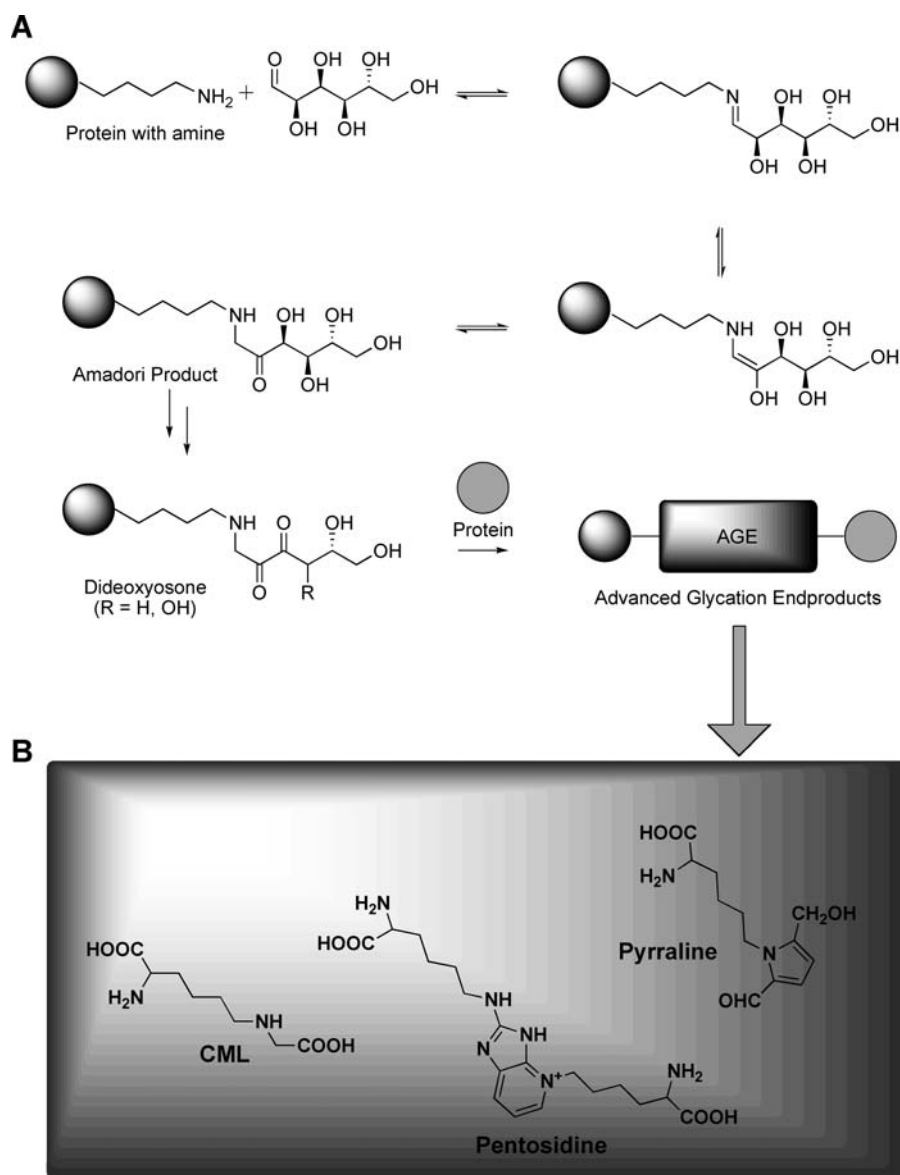 A
O
OH
OH
OH
NH2
+
OH
OH
Protein with amine
N
OH
OH
OH
OH
OH
NH
OH
OH
OH
O
OH
Amadori Product
NH
OH
OH
OH
OH
OH
NH
O
OH
OH
O
R
Dideoxyosone
(R = H, OH)
Protein
AGE
Advanced Glycation Endproducts
B
HOOC
H2N
CH2OH
N
OHC
Pyrraline
H2N
HOOC
NH
NH
N
N+
NH2
COOH
Pentosidine
HOOC
H2N
NH
COOH
CML